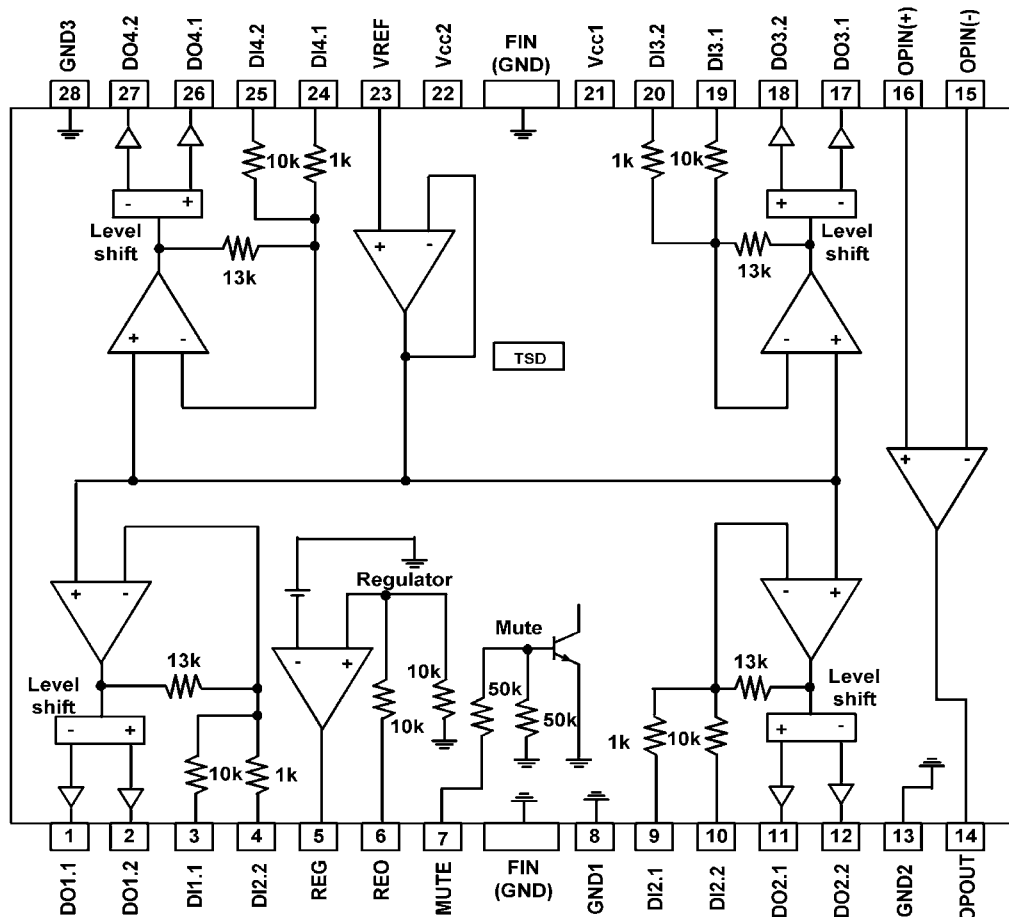 GND3
DO4.2
DO4.1
DI4.2
DI4.1
VREF
Vcc2
FIN
(GND)
Vcc1
DI3.2
DI3.1
DO3.2
DO3.1
OPIN(+)
OPIN(-)
28
27
26
25
24
23
22
21
20
19
18
17
16
15
10k
1k
1k
10k
- +
+ -
Level
shift
13k
+ -
13k
Level
shift
+ -
TSD
- +
+ -
+ -
Regulator
- +
- +
Mute
13k
10k
50k
13k
Level
shift
Level
shift
- +
10k
50k
+ -
10k
1k
1k
10k
1
2
3
4
5
6
7
8
9
10
11
12
13
14
DO1.1
DO1.2
DI1.1
DI2.2
REG
REO
MUTE
FIN
(GND)
GND1
DI2.1
DI2.2
DO2.1
DO2.2
GND2
OPOUT